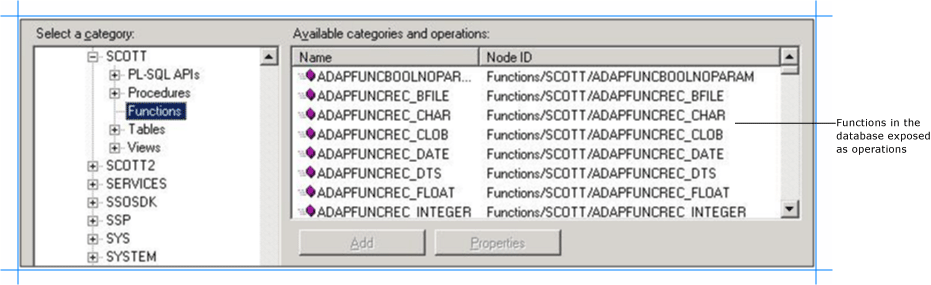 Select a category:
SCOTT
PL-SQL APIs
Procedures
Functions
Tables
Views
SCOTT2
SERVICES
SSOSDK
SSP
SYS
SYSTEM
Available categories and operations:
Name Node ID
ADAPFUNCBOOLNOPAR... Functions/SCOTT/ADAPFUNCBOOLNOPARAM
ADAPFUNCREC_BFILE Functions/SCOTT/ADAPFUNCREC_BFILE
ADAPFUNCREC_CHAR Functions/SCOTT/ADAPFUNCREC_CHAR
ADAPFUNCREC_CLOB Functions/SCOTT/ADAPFUNCREC_CLOB
ADAPFUNCREC_DATE Functions/SCOTT/ADAPFUNCREC_DATE
ADAPFUNCREC_DTS Functions/SCOTT/ADAPFUNCREC_DTS
ADAPFUNCREC_FLOAT Functions/SCOTT/ADAPFUNCREC_FLOAT
ADAPFUNCREC_INTEGER Functions/SCOTT/ADAPFUNCREC_INTEGER
Add Properties
Functions in the
database exposed
as operations